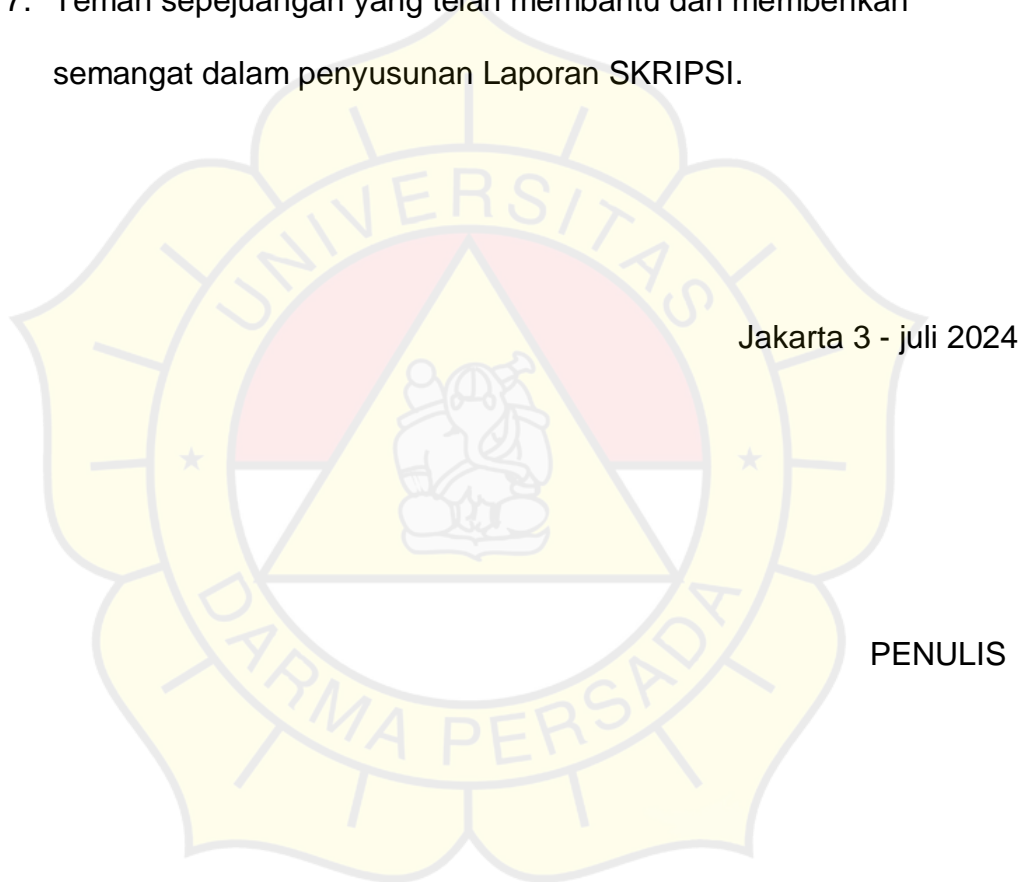 7. Teman sepejuangan yang telah membantu dan memberikan
semangat dalam penyusunan Laporan SKRIPSI.
UNIVERSITAS
Jakarta 3 - juli 2024
PENULIS
DARMA PERSADA